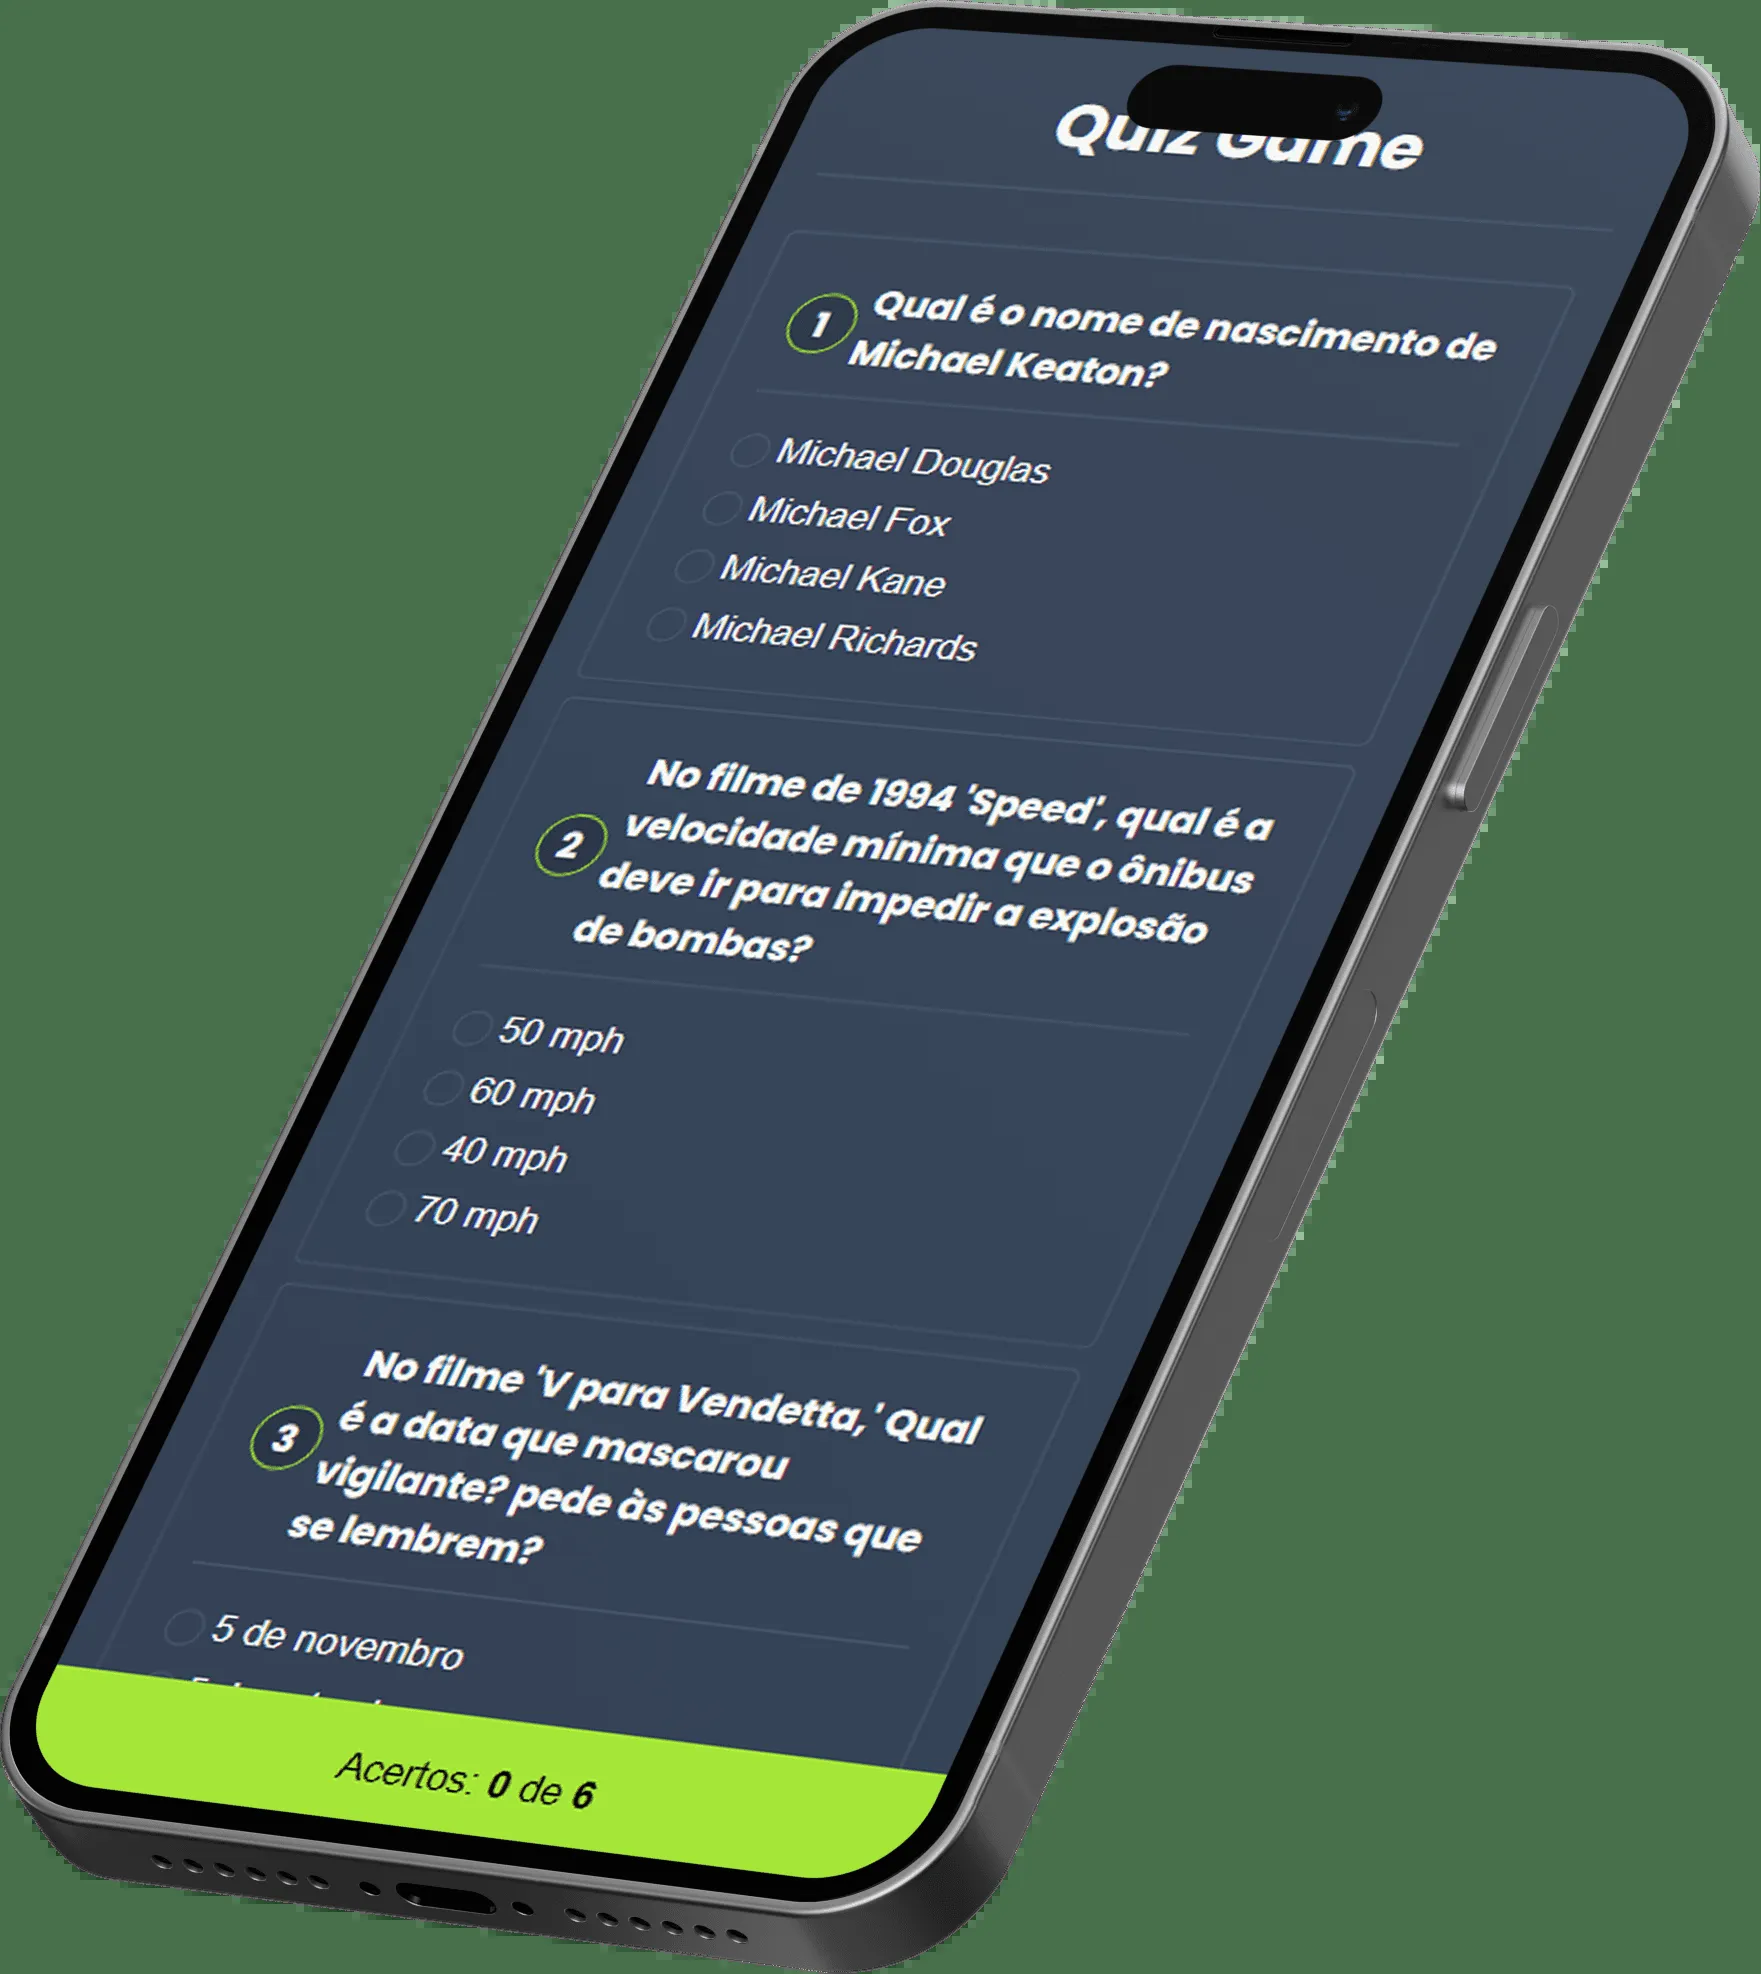 Quiz Game
1
Qual é o nome de nascimento de
Michael Keaton?
Michael Douglas
Michael Fox
Michael Kane
Michael Richards
2
No filme de 1994 'Speed', qual é a
velocidade mínima que o ônibus
deve ir para impedir a explosão
de bombas?
50 mph
60 mph
40 mph
70 mph
3
No filme 'V para Vendetta,' Qual
é a data que mascarou
vigilante? pede às pessoas que
se lembrem?
5 de novembro
Acertos: 0 de 6